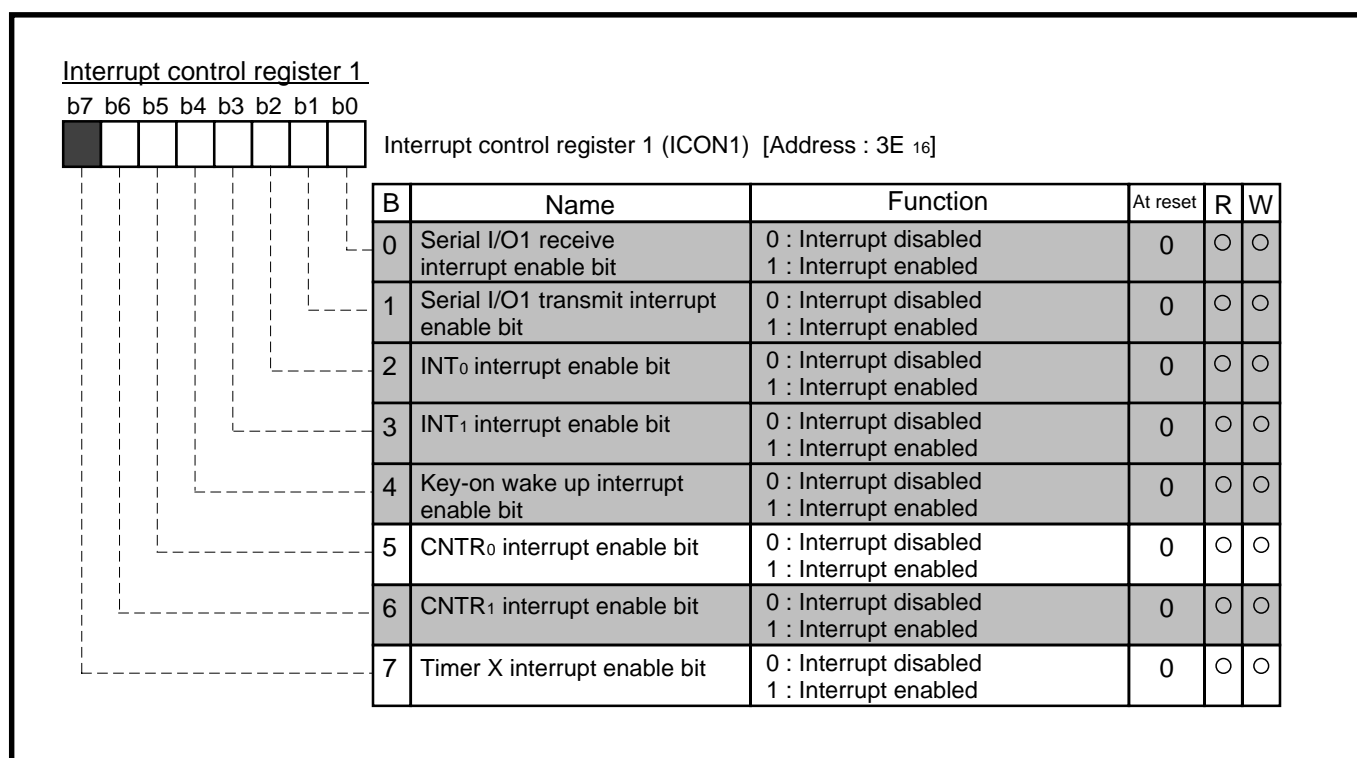 Interrupt control register 1
b7 b6 b5 b4 b3 b2 b1 b0
Interrupt control register 1 (ICON1) [Address : 3E 16]
B Name Function At reset R W
0 Serial I/O1 receive interrupt enable bit 0 : Interrupt disabled 0 ○ ○
1 : Interrupt enabled
1 Serial I/O1 transmit interrupt enable bit 0 : Interrupt disabled 0 ○ ○
1 : Interrupt enabled
2 INT0 interrupt enable bit 0 : Interrupt disabled 0 ○ ○
1 : Interrupt enabled
3 INT1 interrupt enable bit 0 : Interrupt disabled 0 ○ ○
1 : Interrupt enabled
4 Key-on wake up interrupt enable bit 0 : Interrupt disabled 0 ○ ○
1 : Interrupt enabled
5 CNTR0 interrupt enable bit 0 : Interrupt disabled 0 ○ ○
1 : Interrupt enabled
6 CNTR1 interrupt enable bit 0 : Interrupt disabled 0 ○ ○
1 : Interrupt enabled
7 Timer X interrupt enable bit 0 : Interrupt disabled 0 ○ ○
1 : Interrupt enabled